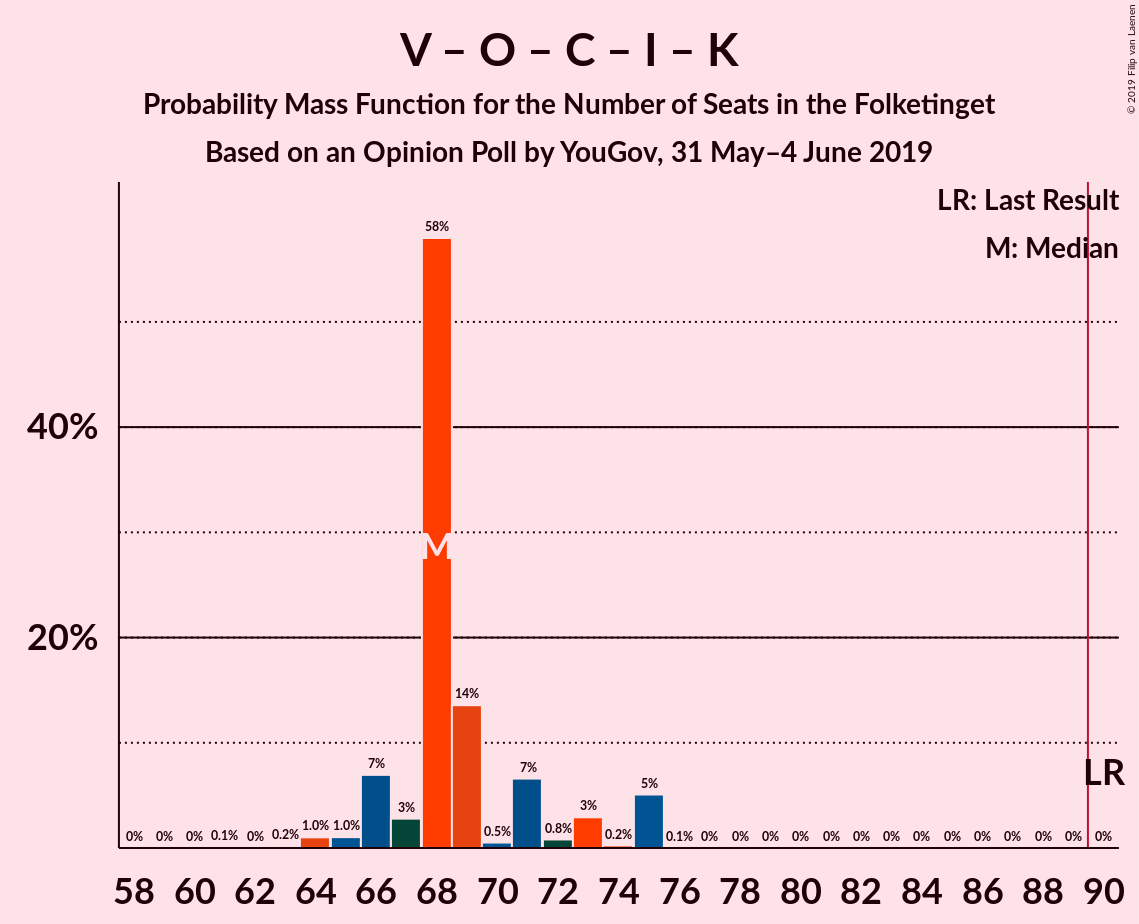 V – O – C – I – K
Probability Mass Function for the Number of Seats in the Folketinget
Based on an Opinion Poll by YouGov, 31 May–4 June 2019
© 2019 Filip van Laenen
LR: Last Result
M: Median
58%
40%
M
20%
14%
LR
7% 3% 7% 3% 5%
0% 0% 0% 0.1% 0% 0.2% 1.0% 1.0% 0.5% 0.8% 0.2% 0.1% 0% 0% 0% 0% 0% 0% 0% 0% 0% 0% 0% 0% 0% 0%
58 60 62 64 66 68 70 72 74 76 78 80 82 84 86 88 90